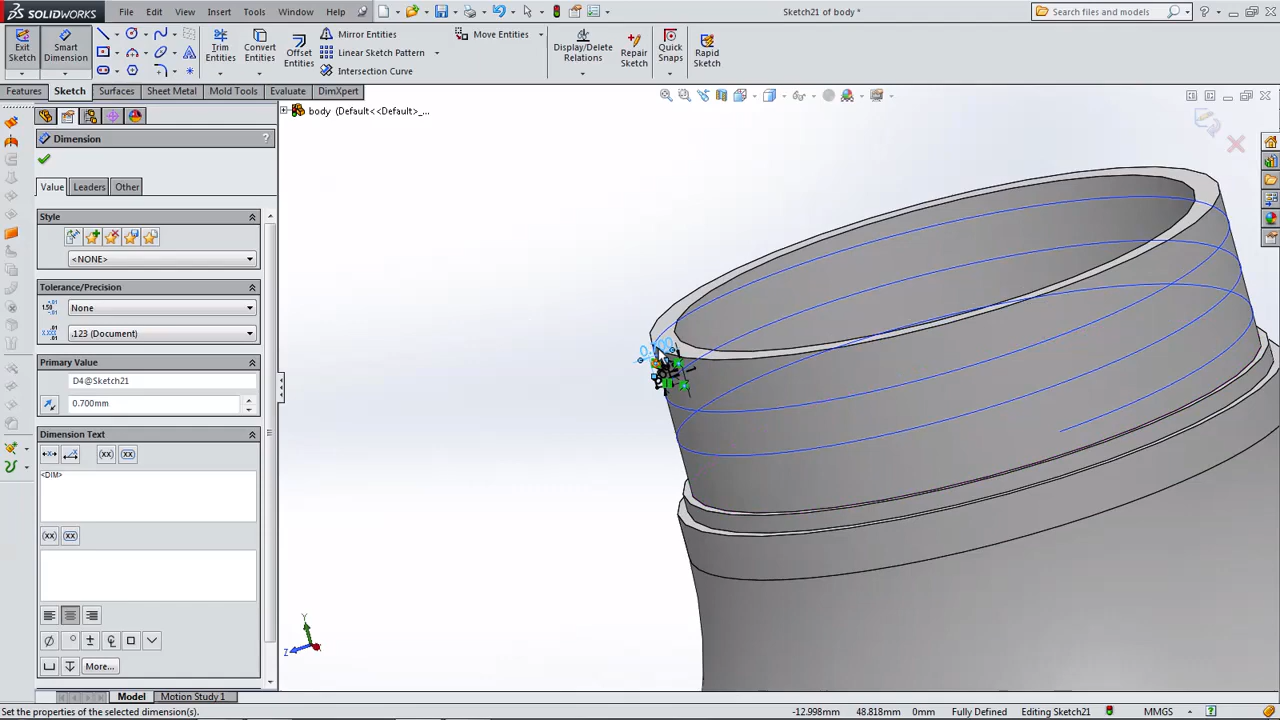 SOLIDWORKS
File
Edit
View
Insert
Tools
Window
Help
Sketch21 of body *
Search files and models
Exit Sketch
Smart Dimension
Trim Entities
Convert Entities
Offset Entities
Mirror Entities
Linear Sketch Pattern
Intersection Curve
Move Entities
Display/Delete Relations
Repair Sketch
Quick Snaps
Rapid Sketch
Features
Sketch
Surfaces
Sheet Metal
Mold Tools
Evaluate
DimXpert
body (Default<<Default>_...
Dimension
?
Value
Leaders
Other
Style
<NONE>
Tolerance/Precision
None
.123 (Document)
Primary Value
D4@Sketch21
0.700mm
Dimension Text
<DIM>
More...
Y
Z
Model
Motion Study 1
Set the properties of the selected dimension(s).
-12.998mm
48.818mm
0mm
Fully Defined
Editing Sketch21
MMGS